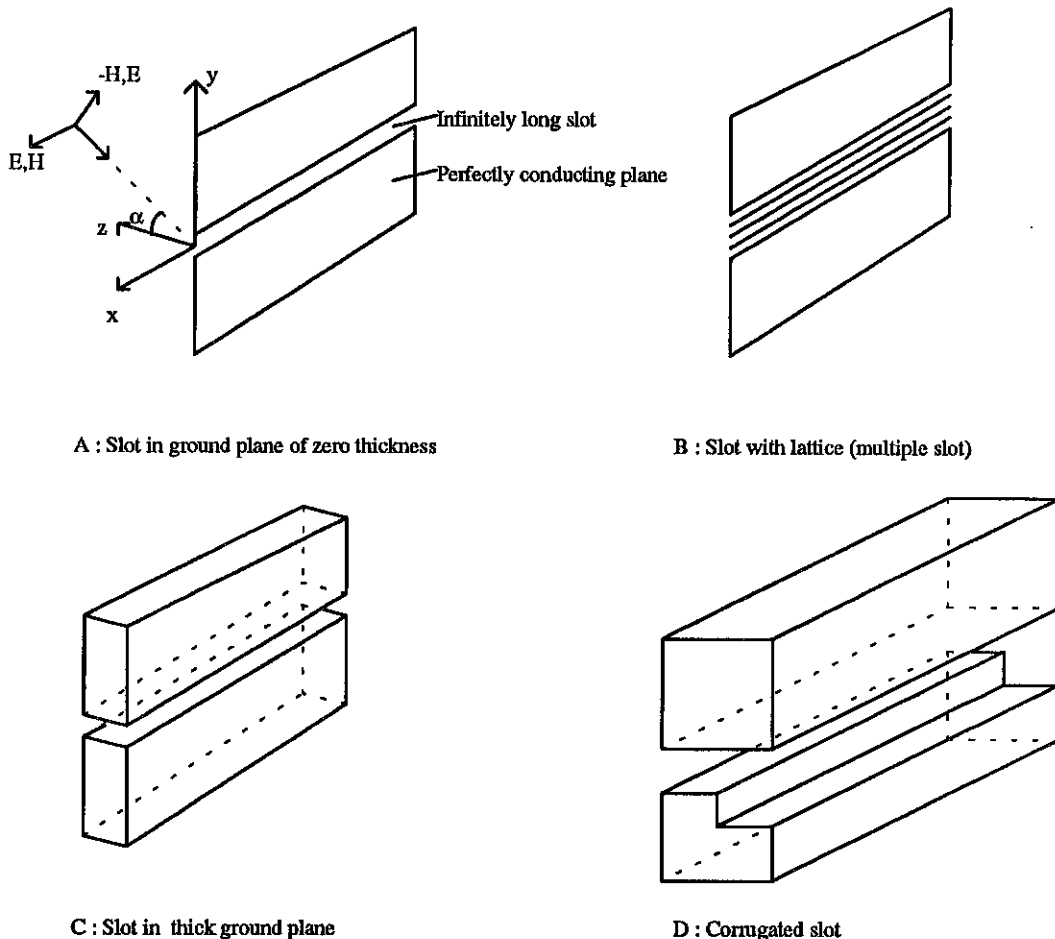 -H,E
y
Infinitely long slot
E,H
Perfectly conducting plane
α
z
x
A : Slot in ground plane of zero thickness
B : Slot with lattice (multiple slot)
C : Slot in thick ground plane
D : Corrugated slot